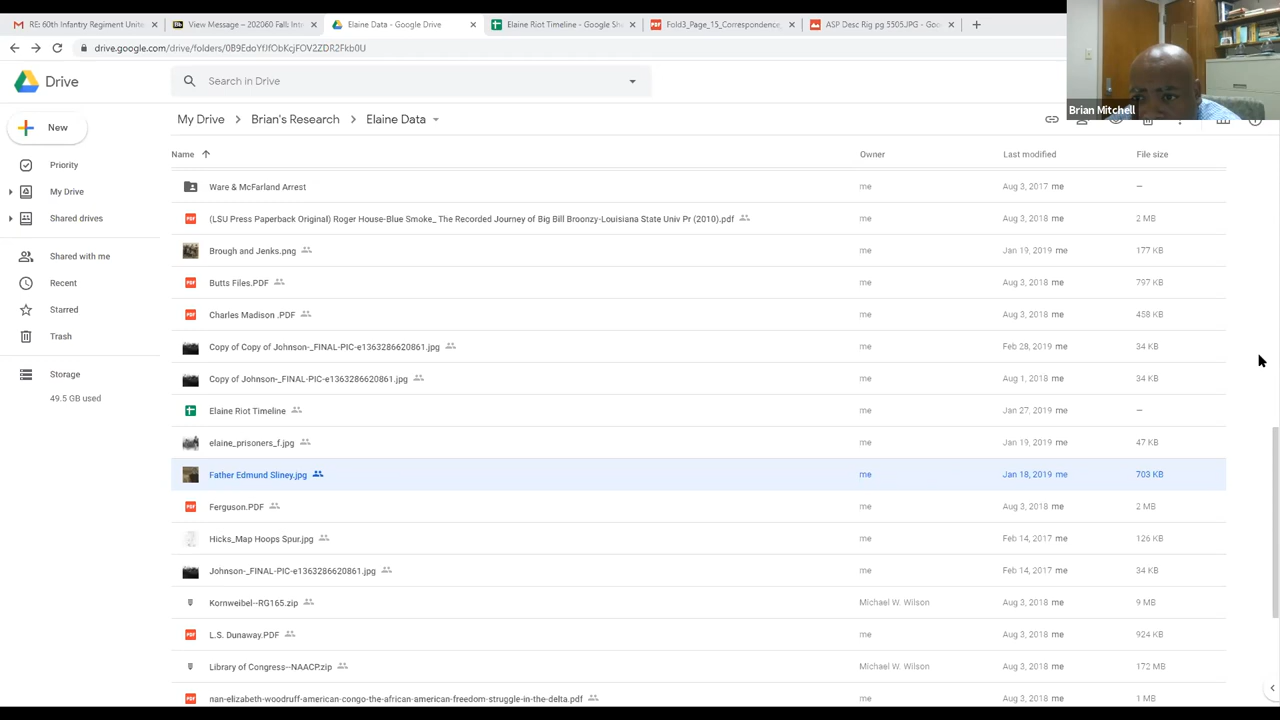 RE: 60th Infantry Regiment Unite
View Message – 202060 Fall: Inte
Elaine Data - Google Drive
Elaine Riot Timeline - Google She
Fold3_Page_15_Correspondence_
ASP Desc Rig pg 5505JPG - Goo
drive.google.com/drive/folders/0B9EdoYtJfObKcjFOV2ZDR2Fkb0U
Drive
Search in Drive
Brian Mitchell
New
My Drive
Brian's Research
Elaine Data
Priority
My Drive
Shared drives
Shared with me
Recent
Starred
Trash
Storage
49.5 GB used
Name Owner Last modified File size
Ware & McFarland Arrest me Aug 3, 2017 me –
(LSU Press Paperback Original) Roger House-Blue Smoke_ The Recorded Journey of Big Bill Broonzy-Louisiana State Univ Pr (2010).pdf me Aug 3, 2018 me 2 MB
Brough and Jenks.png me Jan 19, 2019 me 177 KB
Butts Files.PDF me Aug 3, 2018 me 797 KB
Charles Madison .PDF me Aug 3, 2018 me 458 KB
Copy of Copy of Johnson-_FINAL-PIC-e1363286620861.jpg me Feb 28, 2019 me 34 KB
Copy of Johnson-_FINAL-PIC-e1363286620861.jpg me Aug 1, 2018 me 34 KB
Elaine Riot Timeline me Jan 27, 2019 me –
elaine_prisoners_f.jpg me Jan 19, 2019 me 47 KB
Father Edmund Sliney.jpg me Jan 18, 2019 me 703 KB
Ferguson.PDF me Aug 3, 2018 me 2 MB
Hicks_Map Hoops Spur.jpg me Feb 14, 2017 me 126 KB
Johnson-_FINAL-PIC-e1363286620861.jpg me Feb 14, 2017 me 34 KB
Kornweibel--RG165.zip Michael W. Wilson Aug 3, 2018 me 9 MB
L.S. Dunaway.PDF me Aug 3, 2018 me 924 KB
Library of Congress--NAACP.zip Michael W. Wilson Aug 3, 2018 me 172 MB
nan-elizabeth-woodruff-american-congo-the-african-american-freedom-struggle-in-the-delta.pdf me Aug 3, 2018 me 1 MB